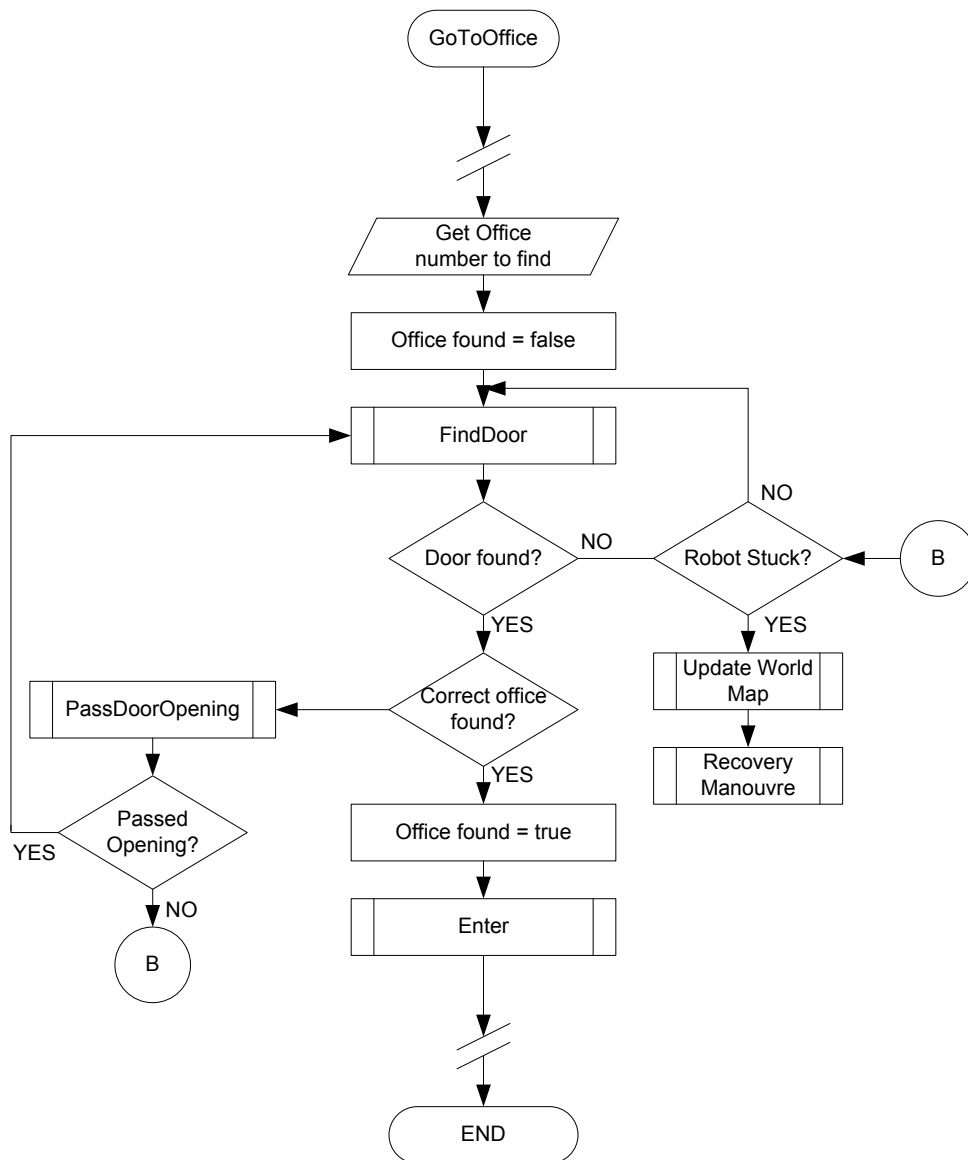 GoToOffice
Get Office
number to find
Office found = false
FindDoor
NO
Door found?
NO
Robot Stuck?
B
YES
YES
Update World
Map
PassDoorOpening
Correct office
found?
Recovery
Manouvre
YES
Passed
Opening?
Office found = true
YES
NO
Enter
B
END